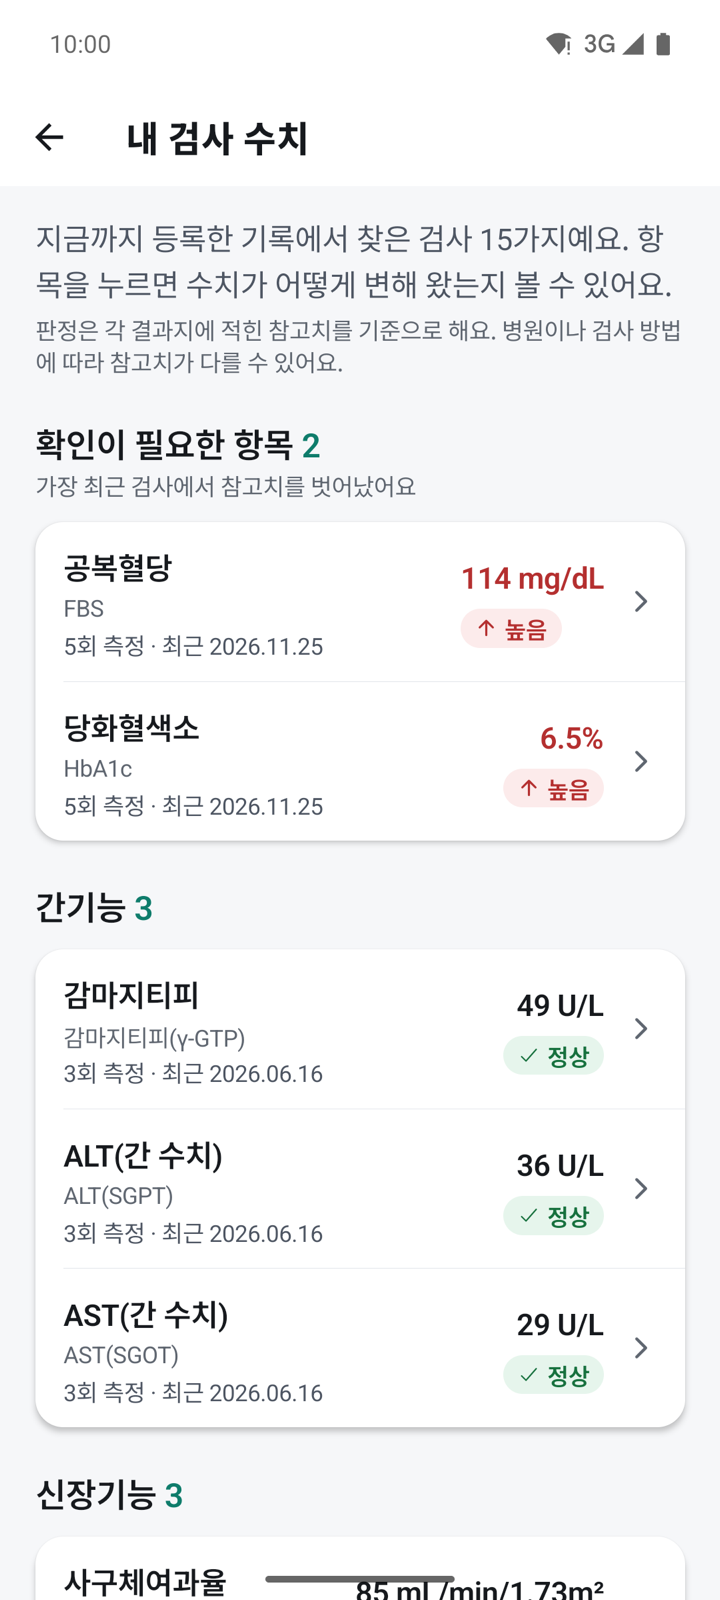 10:00
3G
내 검사 수치
지금까지 등록한 기록에서 찾은 검사 15가지예요. 항
목을 누르면 수치가 어떻게 변해 왔는지 볼 수 있어요.
판정은 각 결과지에 적힌 참고치를 기준으로 해요. 병원이나 검사 방법
에 따라 참고치가 다를 수 있어요.
확인이 필요한 항목 2
가장 최근 검사에서 참고치를 벗어났어요
공복혈당
FBS
5회 측정 · 최근 2026.11.25
114 mg/dL
↑ 높음
당화혈색소
HbA1c
5회 측정 · 최근 2026.11.25
6.5%
↑ 높음
간기능 3
감마지티피
감마지티피(γ-GTP)
3회 측정 · 최근 2026.06.16
49 U/L
✓ 정상
ALT(간 수치)
ALT(SGPT)
3회 측정 · 최근 2026.06.16
36 U/L
✓ 정상
AST(간 수치)
AST(SGOT)
3회 측정 · 최근 2026.06.16
29 U/L
✓ 정상
신장기능 3
사구체여과율
85 mL/min/1.73m²